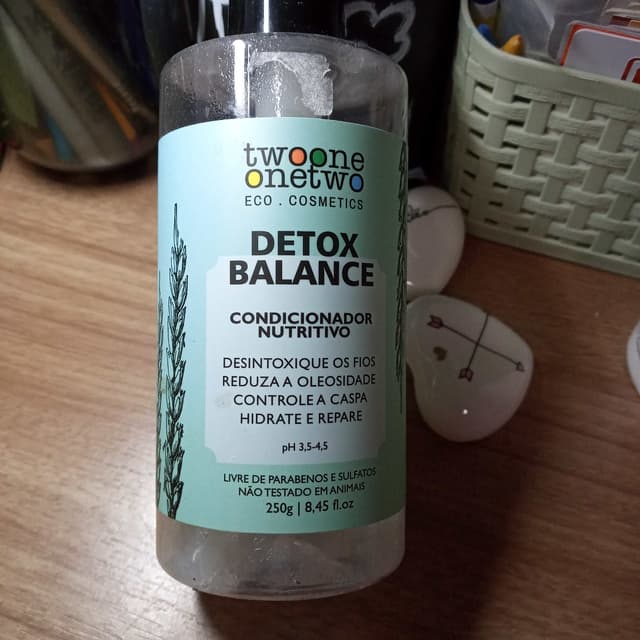 twoone
onetwo
ECO . COSMETICS
DETOX
BALANCE
CONDICIONADOR
NUTRITIVO
DESINTOXIQUE OS FIOS
REDUZA A OLEOSIDADE
CONTROLE A CASPA
HIDRATE E REPARE
pH 3,5-4,5
LIVRE DE PARABENOS E SULFATOS
NÃO TESTADO EM ANIMAIS
250g | 8,45 fl.oz